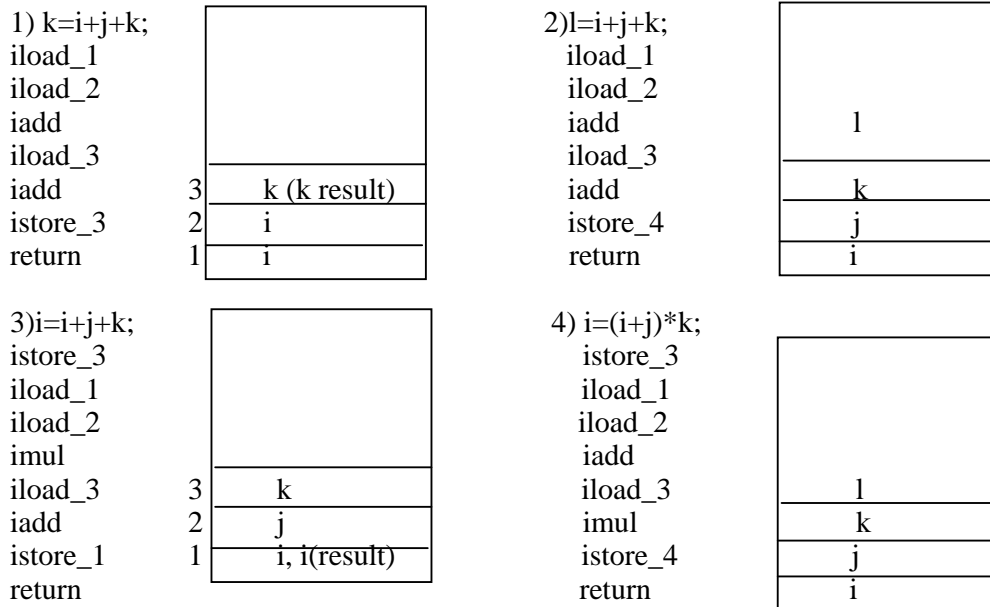 1) k=i+j+k;
iload_1
iload_2
iadd
iload_3
iadd 3 k (k result)
istore_3 2 i
return 1 i
2)l=i+j+k;
iload_1
iload_2
iadd l
iload_3
iadd k
istore_4 j
return i
3)i=i+j+k;
istore_3
iload_1
iload_2
imul
iload_3 3 k
iadd 2 j
istore_1 1 i, i(result)
return
4) i=(i+j)*k;
istore_3
iload_1
iload_2
iadd
iload_3 l
imul k
istore_4 j
return i